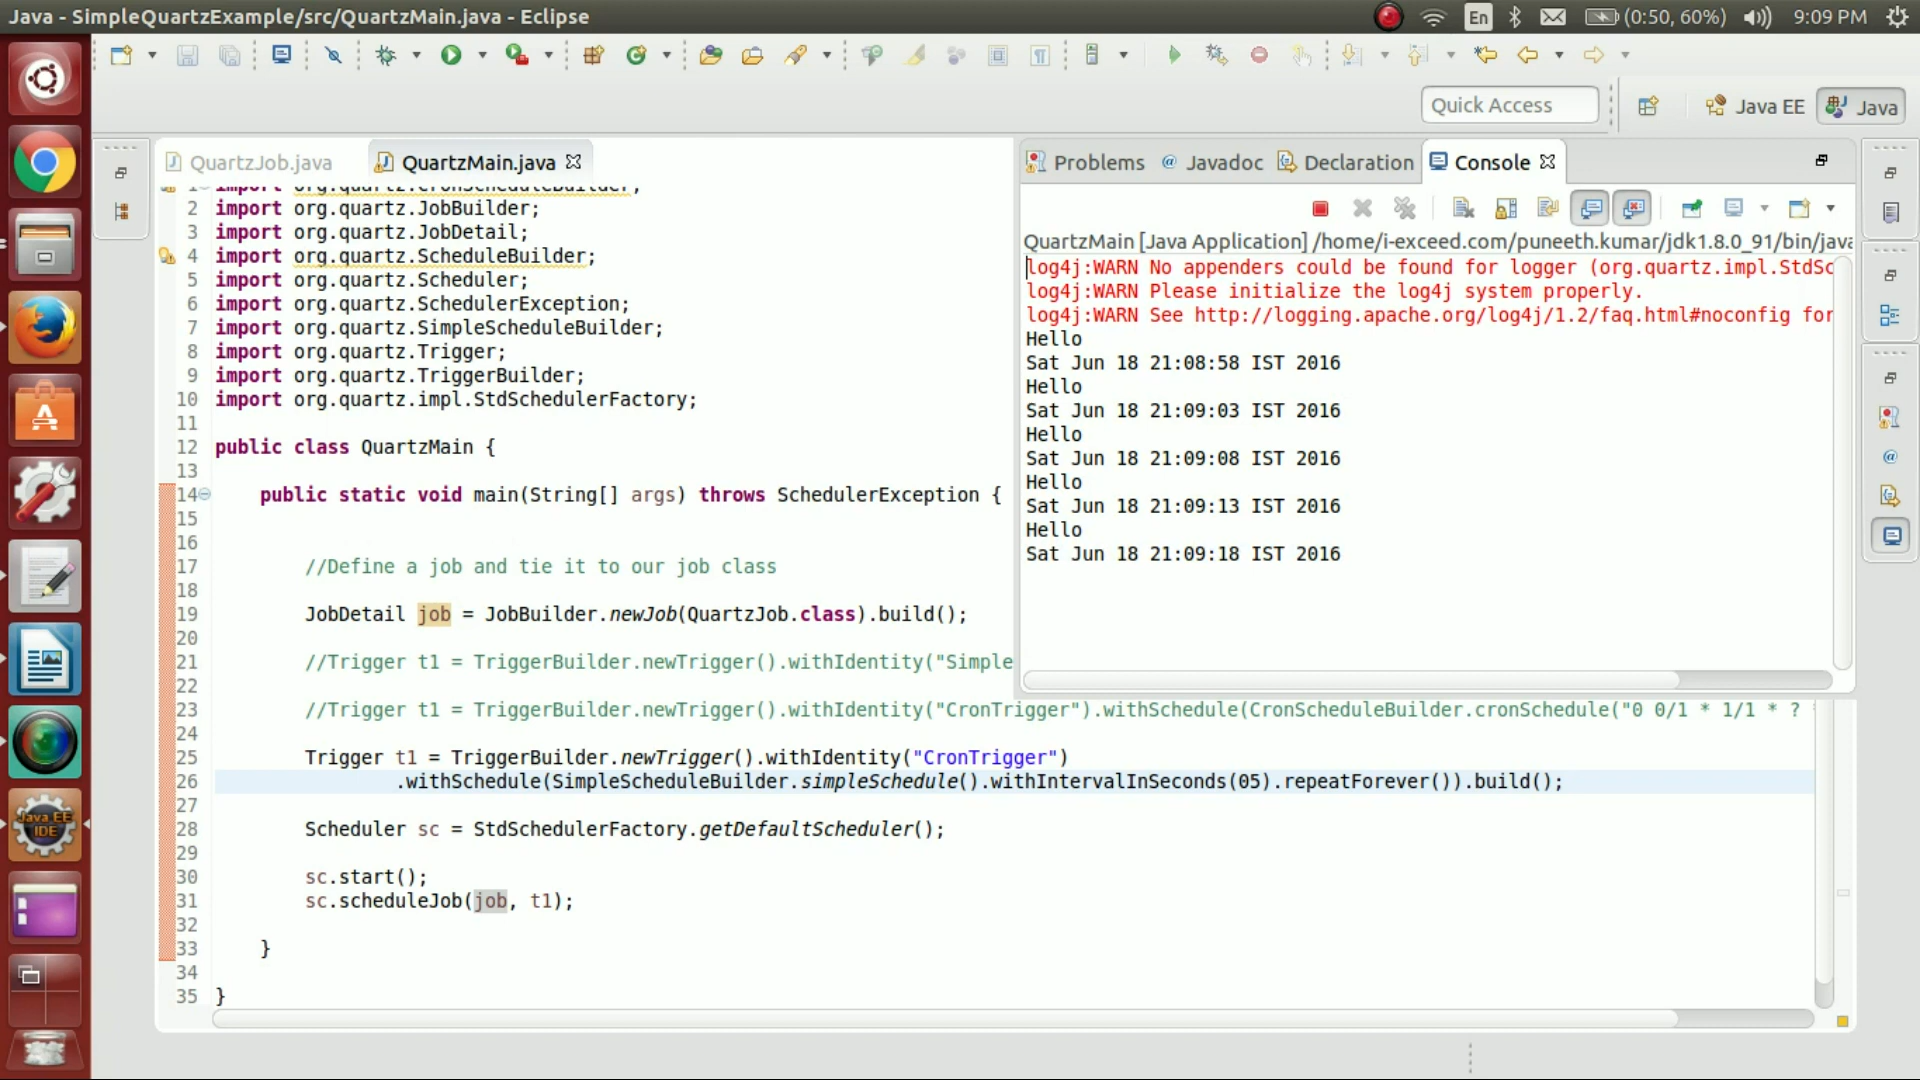 Java - SimpleQuartzExample/src/QuartzMain.java - Eclipse
En
(0:50, 60%)
9:09 PM
Quick Access
Java EE
Java
QuartzJob.java
QuartzMain.java
1 import org.quartz.CronScheduleBuilder;
2 import org.quartz.JobBuilder;
3 import org.quartz.JobDetail;
4 import org.quartz.ScheduleBuilder;
5 import org.quartz.Scheduler;
6 import org.quartz.SchedulerException;
7 import org.quartz.SimpleScheduleBuilder;
8 import org.quartz.Trigger;
9 import org.quartz.TriggerBuilder;
10 import org.quartz.impl.StdSchedulerFactory;
11
12 public class QuartzMain {
13
14 public static void main(String[] args) throws SchedulerException {
15
16
17 //Define a job and tie it to our job class
18
19 JobDetail job = JobBuilder.newJob(QuartzJob.class).build();
20
21 //Trigger t1 = TriggerBuilder.newTrigger().withIdentity("Simple
22
23 //Trigger t1 = TriggerBuilder.newTrigger().withIdentity("CronTrigger").withSchedule(CronScheduleBuilder.cronSchedule("0 0/1 * 1/1 * ?
24
25 Trigger t1 = TriggerBuilder.newTrigger().withIdentity("CronTrigger")
26 .withSchedule(SimpleScheduleBuilder.simpleSchedule().withIntervalInSeconds(05).repeatForever()).build();
27
28 Scheduler sc = StdSchedulerFactory.getDefaultScheduler();
29
30 sc.start();
31 sc.scheduleJob(job, t1);
32
33 }
34
35 }
Problems
Javadoc
Declaration
Console
QuartzMain [Java Application] /home/i-exceed.com/puneeth.kumar/jdk1.8.0_91/bin/java
log4j:WARN No appenders could be found for logger (org.quartz.impl.StdSc
log4j:WARN Please initialize the log4j system properly.
log4j:WARN See http://logging.apache.org/log4j/1.2/faq.html#noconfig for
Hello
Sat Jun 18 21:08:58 IST 2016
Hello
Sat Jun 18 21:09:03 IST 2016
Hello
Sat Jun 18 21:09:08 IST 2016
Hello
Sat Jun 18 21:09:13 IST 2016
Hello
Sat Jun 18 21:09:18 IST 2016
Java EE
IDE